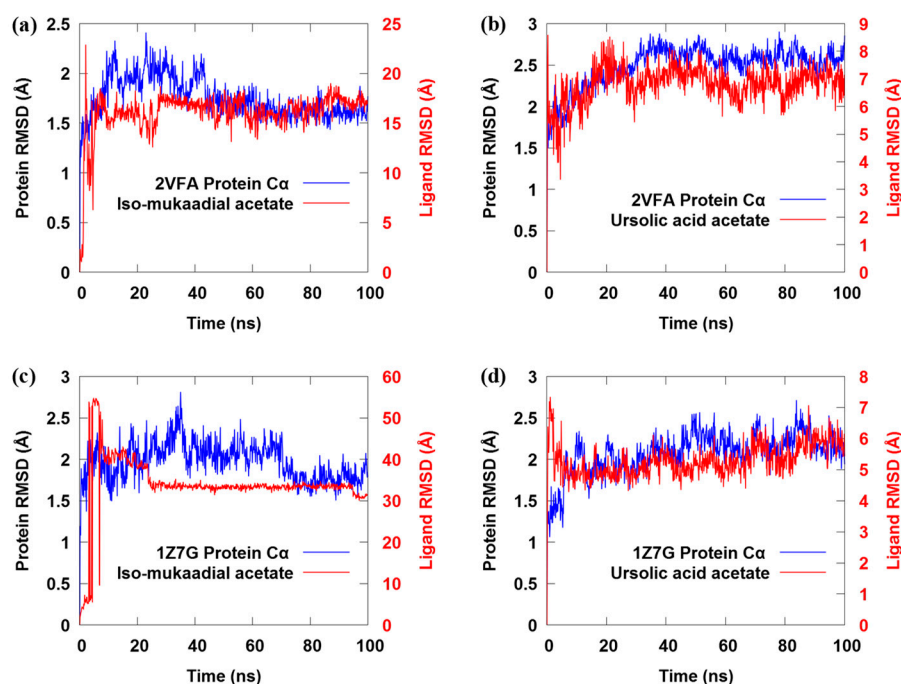 (a)
2.5
2
1.5
1
0.5
0
Protein RMSD (Å)
25
20
15
10
5
0
Ligand RMSD (Å)
2VFA Protein Cα
Iso-mukaadial acetate
0 20 40 60 80 100
Time (ns)
(b)
3
2.5
2
1.5
1
0.5
0
Protein RMSD (Å)
9
8
7
6
5
4
3
2
1
0
Ligand RMSD (Å)
2VFA Protein Cα
Ursolic acid acetate
0 20 40 60 80 100
Time (ns)
(c)
3
2.5
2
1.5
1
0.5
0
Protein RMSD (Å)
60
50
40
30
20
10
0
Ligand RMSD (Å)
1Z7G Protein Cα
Iso-mukaadial acetate
0 20 40 60 80 100
Time (ns)
(d)
3
2.5
2
1.5
1
0.5
0
Protein RMSD (Å)
8
7
6
5
4
3
2
1
0
Ligand RMSD (Å)
1Z7G Protein Cα
Ursolic acid acetate
0 20 40 60 80 100
Time (ns)